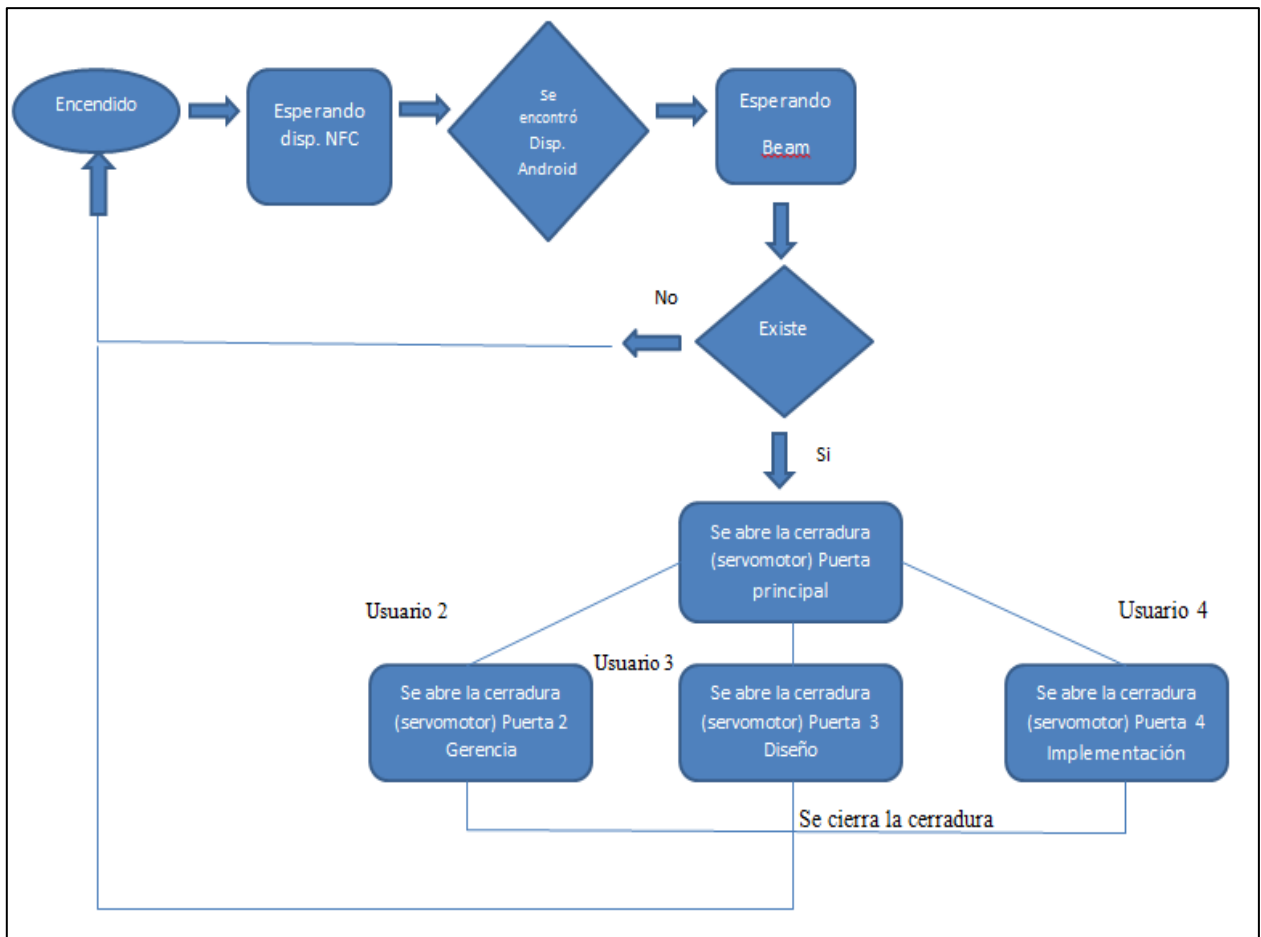 Encendido
Esperando
disp. NFC
Se
encontró
Disp.
Android
Esperando
Beam
No
Existe
Si
Se abre la cerradura
(servomotor) Puerta
principal
Usuario 2
Usuario 3
Usuario 4
Se abre la cerradura
(servomotor) Puerta 2
Gerencia
Se abre la cerradura
(servomotor) Puerta 3
Diseño
Se abre la cerradura
(servomotor) Puerta 4
Implementación
Se cierra la cerradura